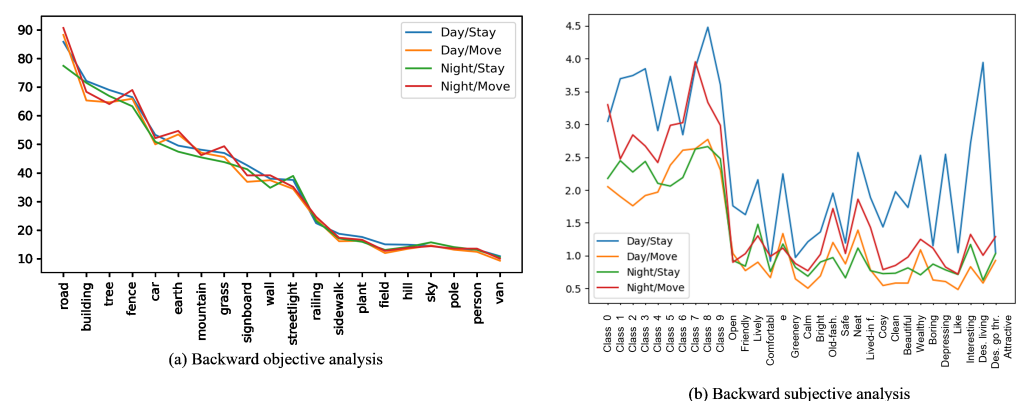 90
80
70
60
50
40
30
20
10
Day/Stay
Day/Move
Night/Stay
Night/Move
road
building
tree
fence
car
earth
mountain
grass
signboard
wall
streetlight
railing
sidewalk
plant
field
hill
sky
pole
person
van
(a) Backward objective analysis
4.5
4.0
3.5
3.0
2.5
2.0
1.5
1.0
0.5
Day/Stay
Day/Move
Night/Stay
Night/Move
Class 0
Class 1
Class 2
Class 3
Class 4
Class 5
Class 6
Class 7
Class 8
Class 9
Open
Friendly
Lively
Comfortabl
e
Greenery
Calm
Bright
Old-fash.
Safe
Neat
Lived-in f.
Cosy
Clean
Beautiful
Wealthy
Boring
Depressing
Like
Interesting
Des. living
Des. go thr.
Attractive
(b) Backward subjective analysis